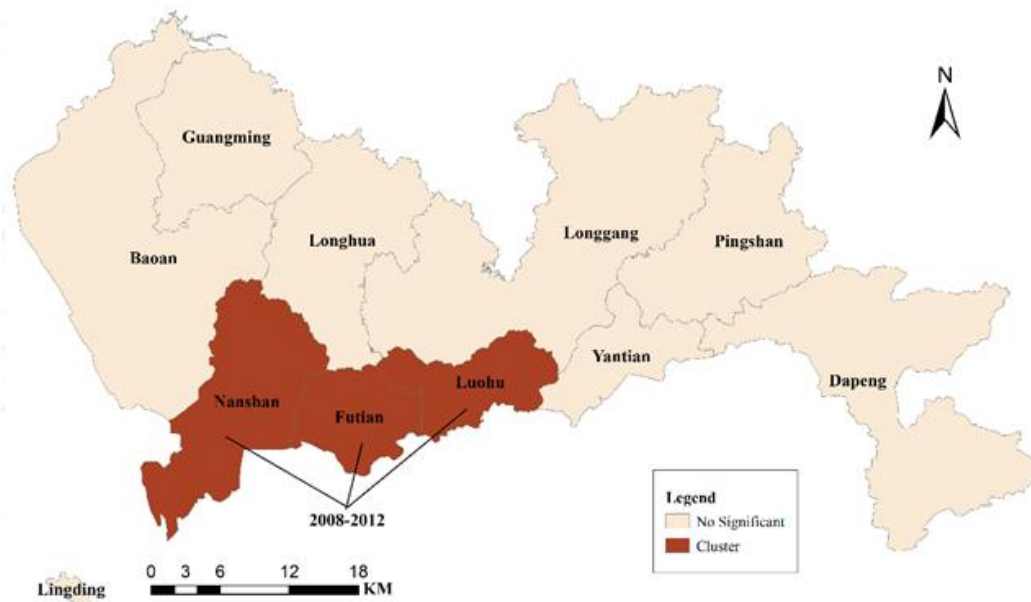 N
Guangming
Longhua
Baoan
Longgang
Pingshan
Yantian
Dapeng
Luohu
Nanshan
Futian
2008-2012
Legend
No Significant
Cluster
0 3 6 12 18
KM
Lingding